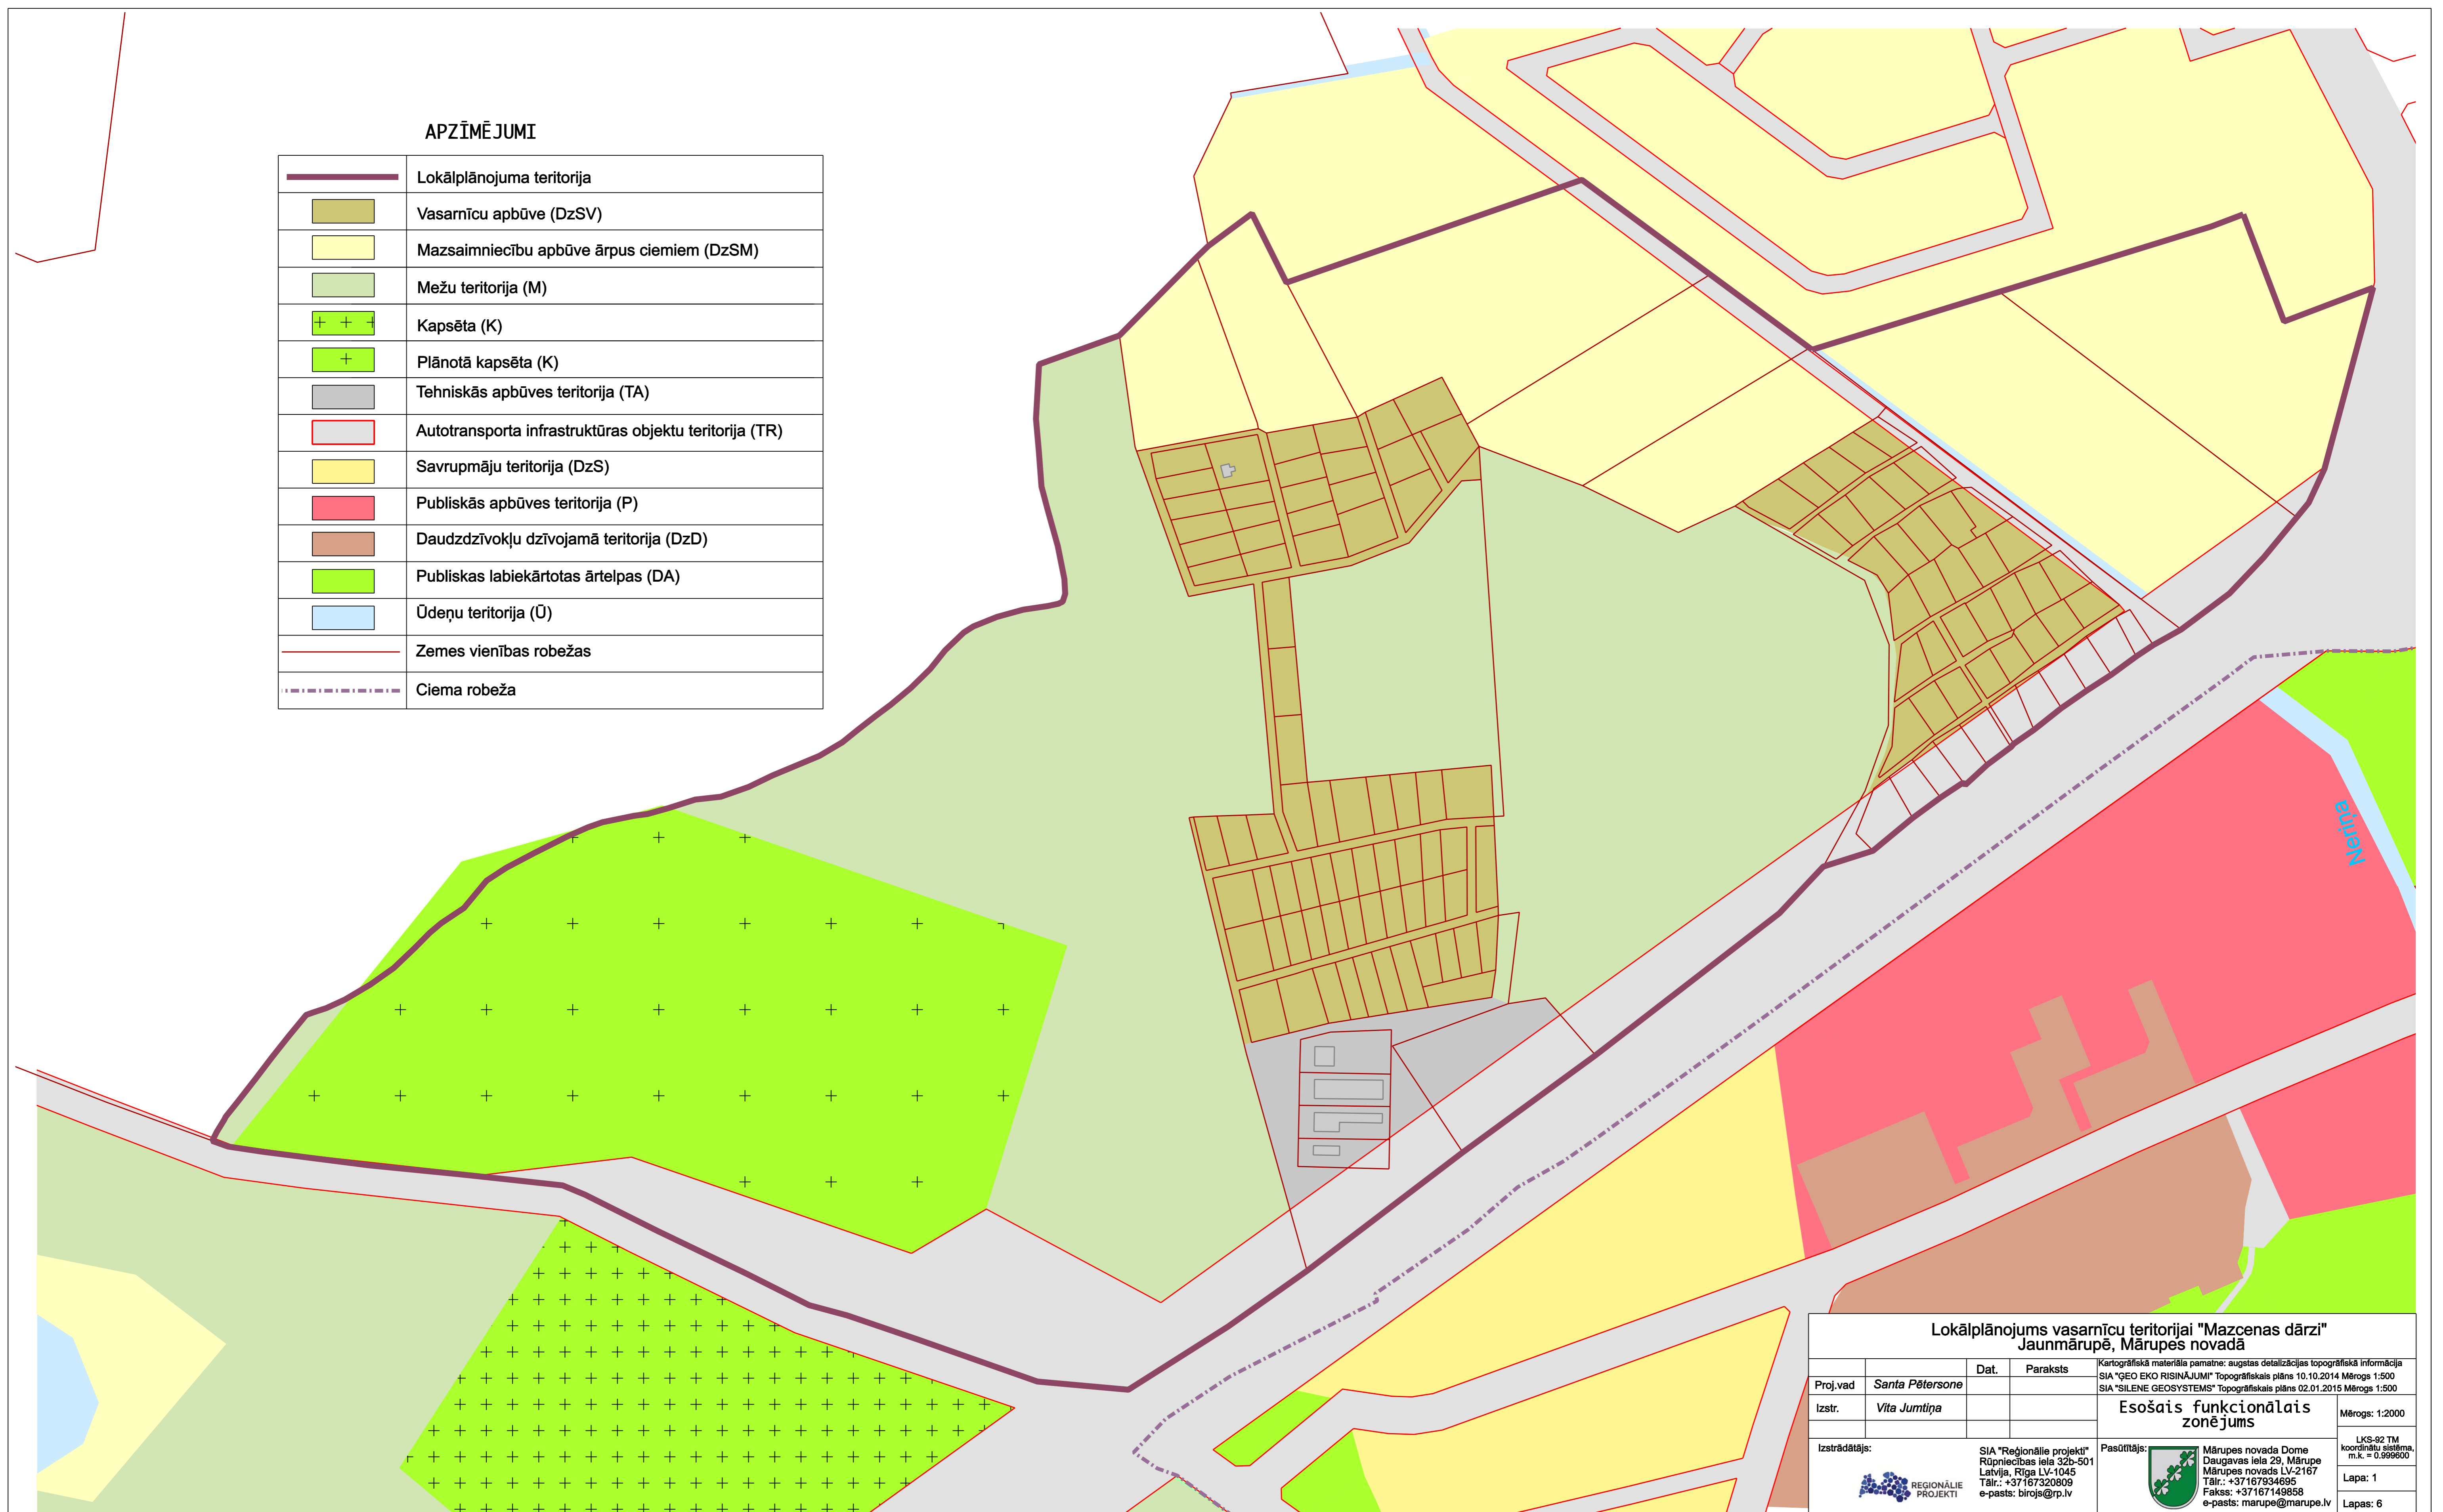 APZĪMĒJUMI
Lokālplānojuma teritorija
Vasarnīcu apbūve (DzSV)
Mazsaimniecību apbūve ārpus ciemiem (DzSM)
Mežu teritorija (M)
Kapsēta (K)
Plānotā kapsēta (K)
Tehniskās apbūves teritorija (TA)
Autotransporta infrastruktūras objektu teritorija (TR)
Savrupmāju teritorija (DzS)
Publiskās apbūves teritorija (P)
Daudzdzīvokļu dzīvojamā teritorija (DzD)
Publiskas labiekārtotas ārtelpas (DA)
Ūdeņu teritorija (Ū)
Zemes vienības robežas
Ciema robeža
Neriņa
Lokālplānojums vasarnīcu teritorijai "Mazcenas dārzi"
Jaunmārupē, Mārupes novadā
Dat. Paraksts
Kartogrāfiskā materiāla pamatne: augstas detalizācijas topogrāfiskā informācija
SIA "ĢEO EKO RISINĀJUMI" Topogrāfiskais plāns 10.10.2014 Mērogs 1:500
SIA "SILENE GEOSYSTEMS" Topogrāfiskais plāns 02.01.2015 Mērogs 1:500
Proj.vad Santa Pētersone
Izstr. Vita Jumtiņa
Esošais funkcionālais
zonējums
Mērogs: 1:2000
LKS-92 TM
koordinātu sistēma,
m.k. = 0.999600
Lapa: 1
Lapas: 6
Izstrādātājs:
REGIONĀLIE
PROJEKTI
SIA "Reģionālie projekti"
Rūpniecības iela 32b-501
Latvija, Rīga LV-1045
Tālr.: +37167320809
e-pasts: birojs@rp.lv
Pasūtītājs:
Mārupes novada Dome
Daugavas iela 29, Mārupe
Mārupes novads LV-2167
Tālr.: +37167934695
Fakss: +37167149858
e-pasts: marupe@marupe.lv